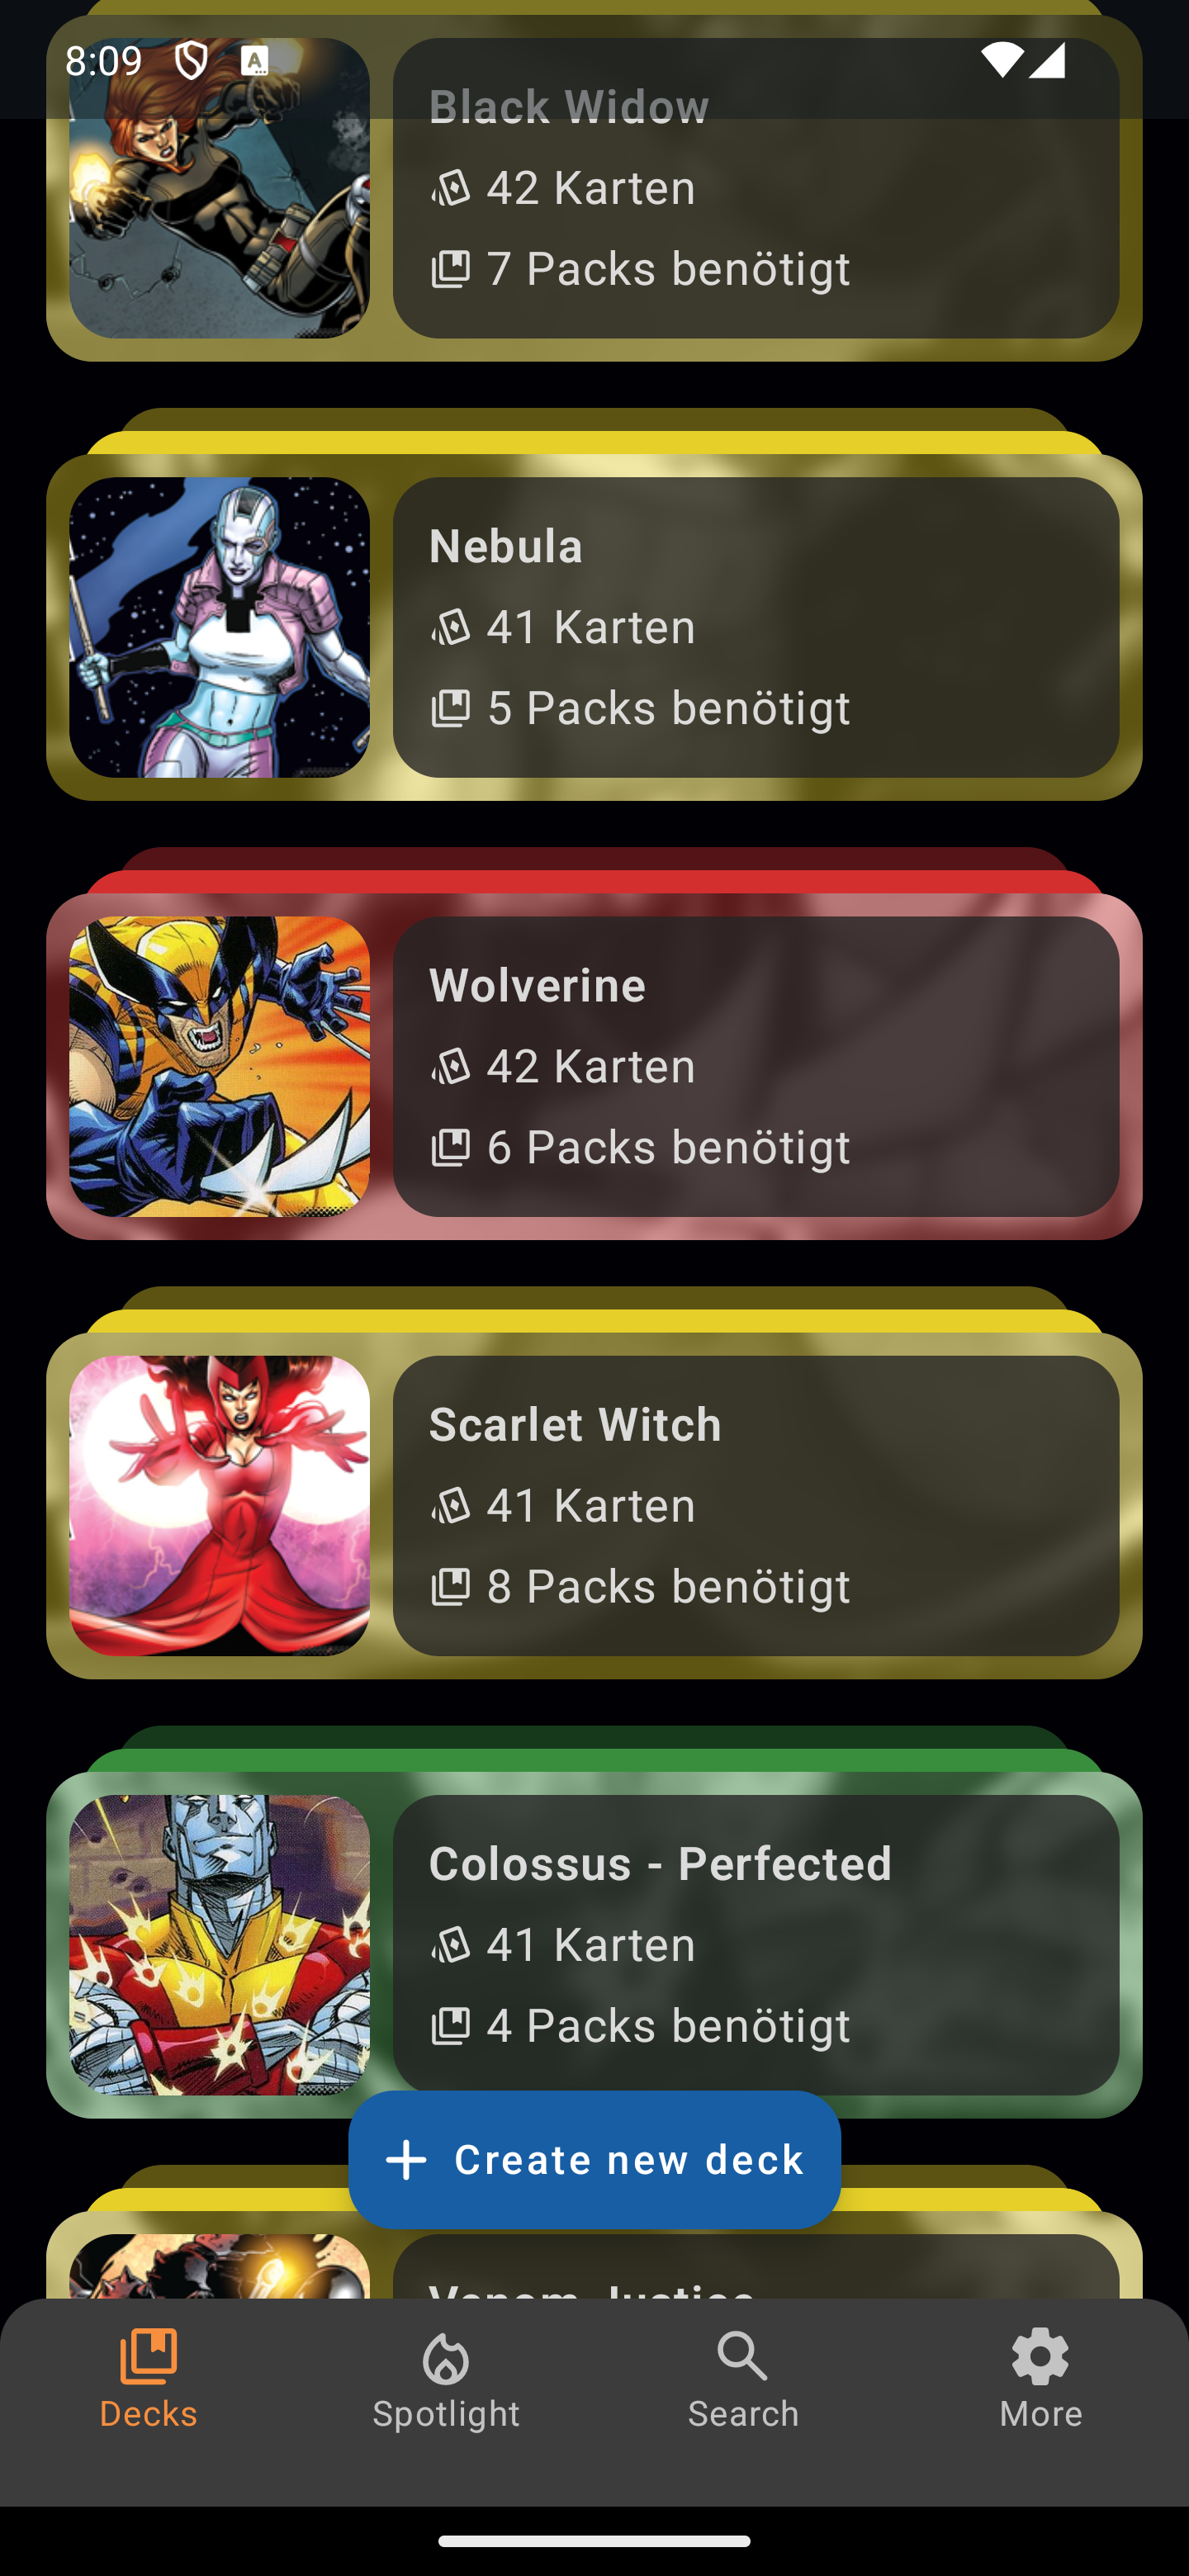 8:09
Black Widow
42 Karten
7 Packs benötigt
Nebula
41 Karten
5 Packs benötigt
Wolverine
42 Karten
6 Packs benötigt
Scarlet Witch
41 Karten
8 Packs benötigt
Colossus - Perfected
41 Karten
4 Packs benötigt
Create new deck
Venom Justice
Decks
Spotlight
Search
More